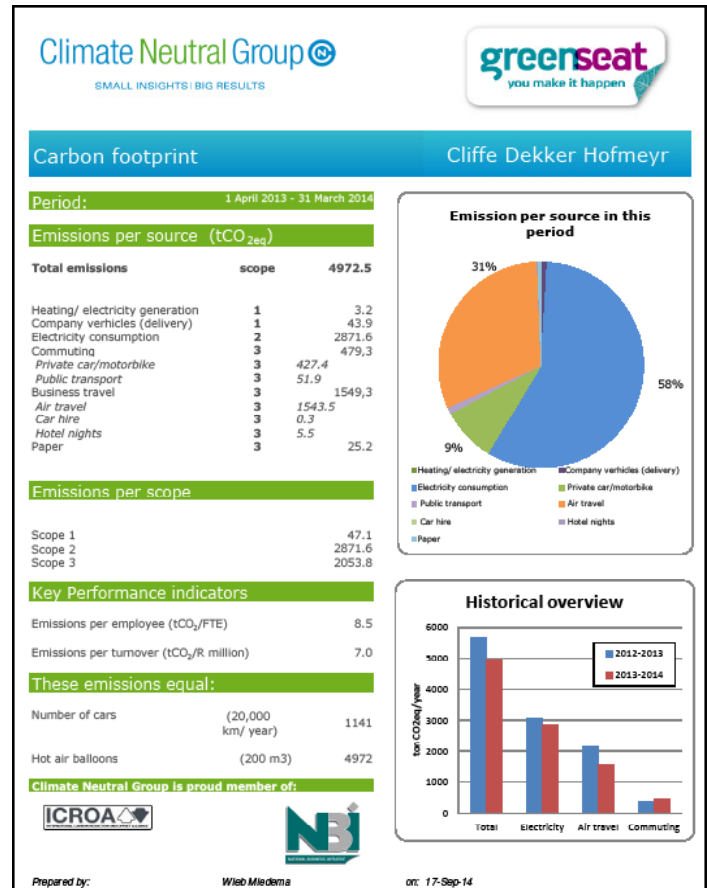 Climate Neutral Group
SMALL INSIGHTS | BIG RESULTS
greenseat
you make it happen
Carbon footprint
Cliffe Dekker Hofmeyr
Period: 1 April 2013 - 31 March 2014
Emissions per source (tCO2eq)
Total emissions scope 4972.5
Heating/ electricity generation 1 3.2
Company verhicles (delivery) 1 43.9
Electricity consumption 2 2871.6
Commuting 3 479,3
Private car/motorbike 3 427.4
Public transport 3 51.9
Business travel 3 1549,3
Air travel 3 1543.5
Car hire 3 0.3
Hotel nights 3 5.5
Paper 3 25.2
Emissions per scope
Scope 1 47.1
Scope 2 2871.6
Scope 3 2053.8
Key Performance indicators
Emissions per employee (tCO2/FTE) 8.5
Emissions per turnover (tCO2/R million) 7.0
These emissions equal:
Number of cars (20,000 km/ year) 1141
Hot air balloons (200 m3) 4972
Climate Neutral Group is proud member of:
ICROA
NBI
NATIONAL BUSINESS INITIATIVE
Emission per source in this
period
31%
58%
9%
Heating/ electricity generation Company verhicles (delivery)
Electricity consumption Private car/motorbike
Public transport Air travel
Car hire Hotel nights
Paper
Historical overview
ton CO2eq/year
6000
5000
4000
3000
2000
1000
0
2012-2013
2013-2014
Total Electricity Air travel Commuting
Prepared by: Wieb Miedema on: 17-Sep-14